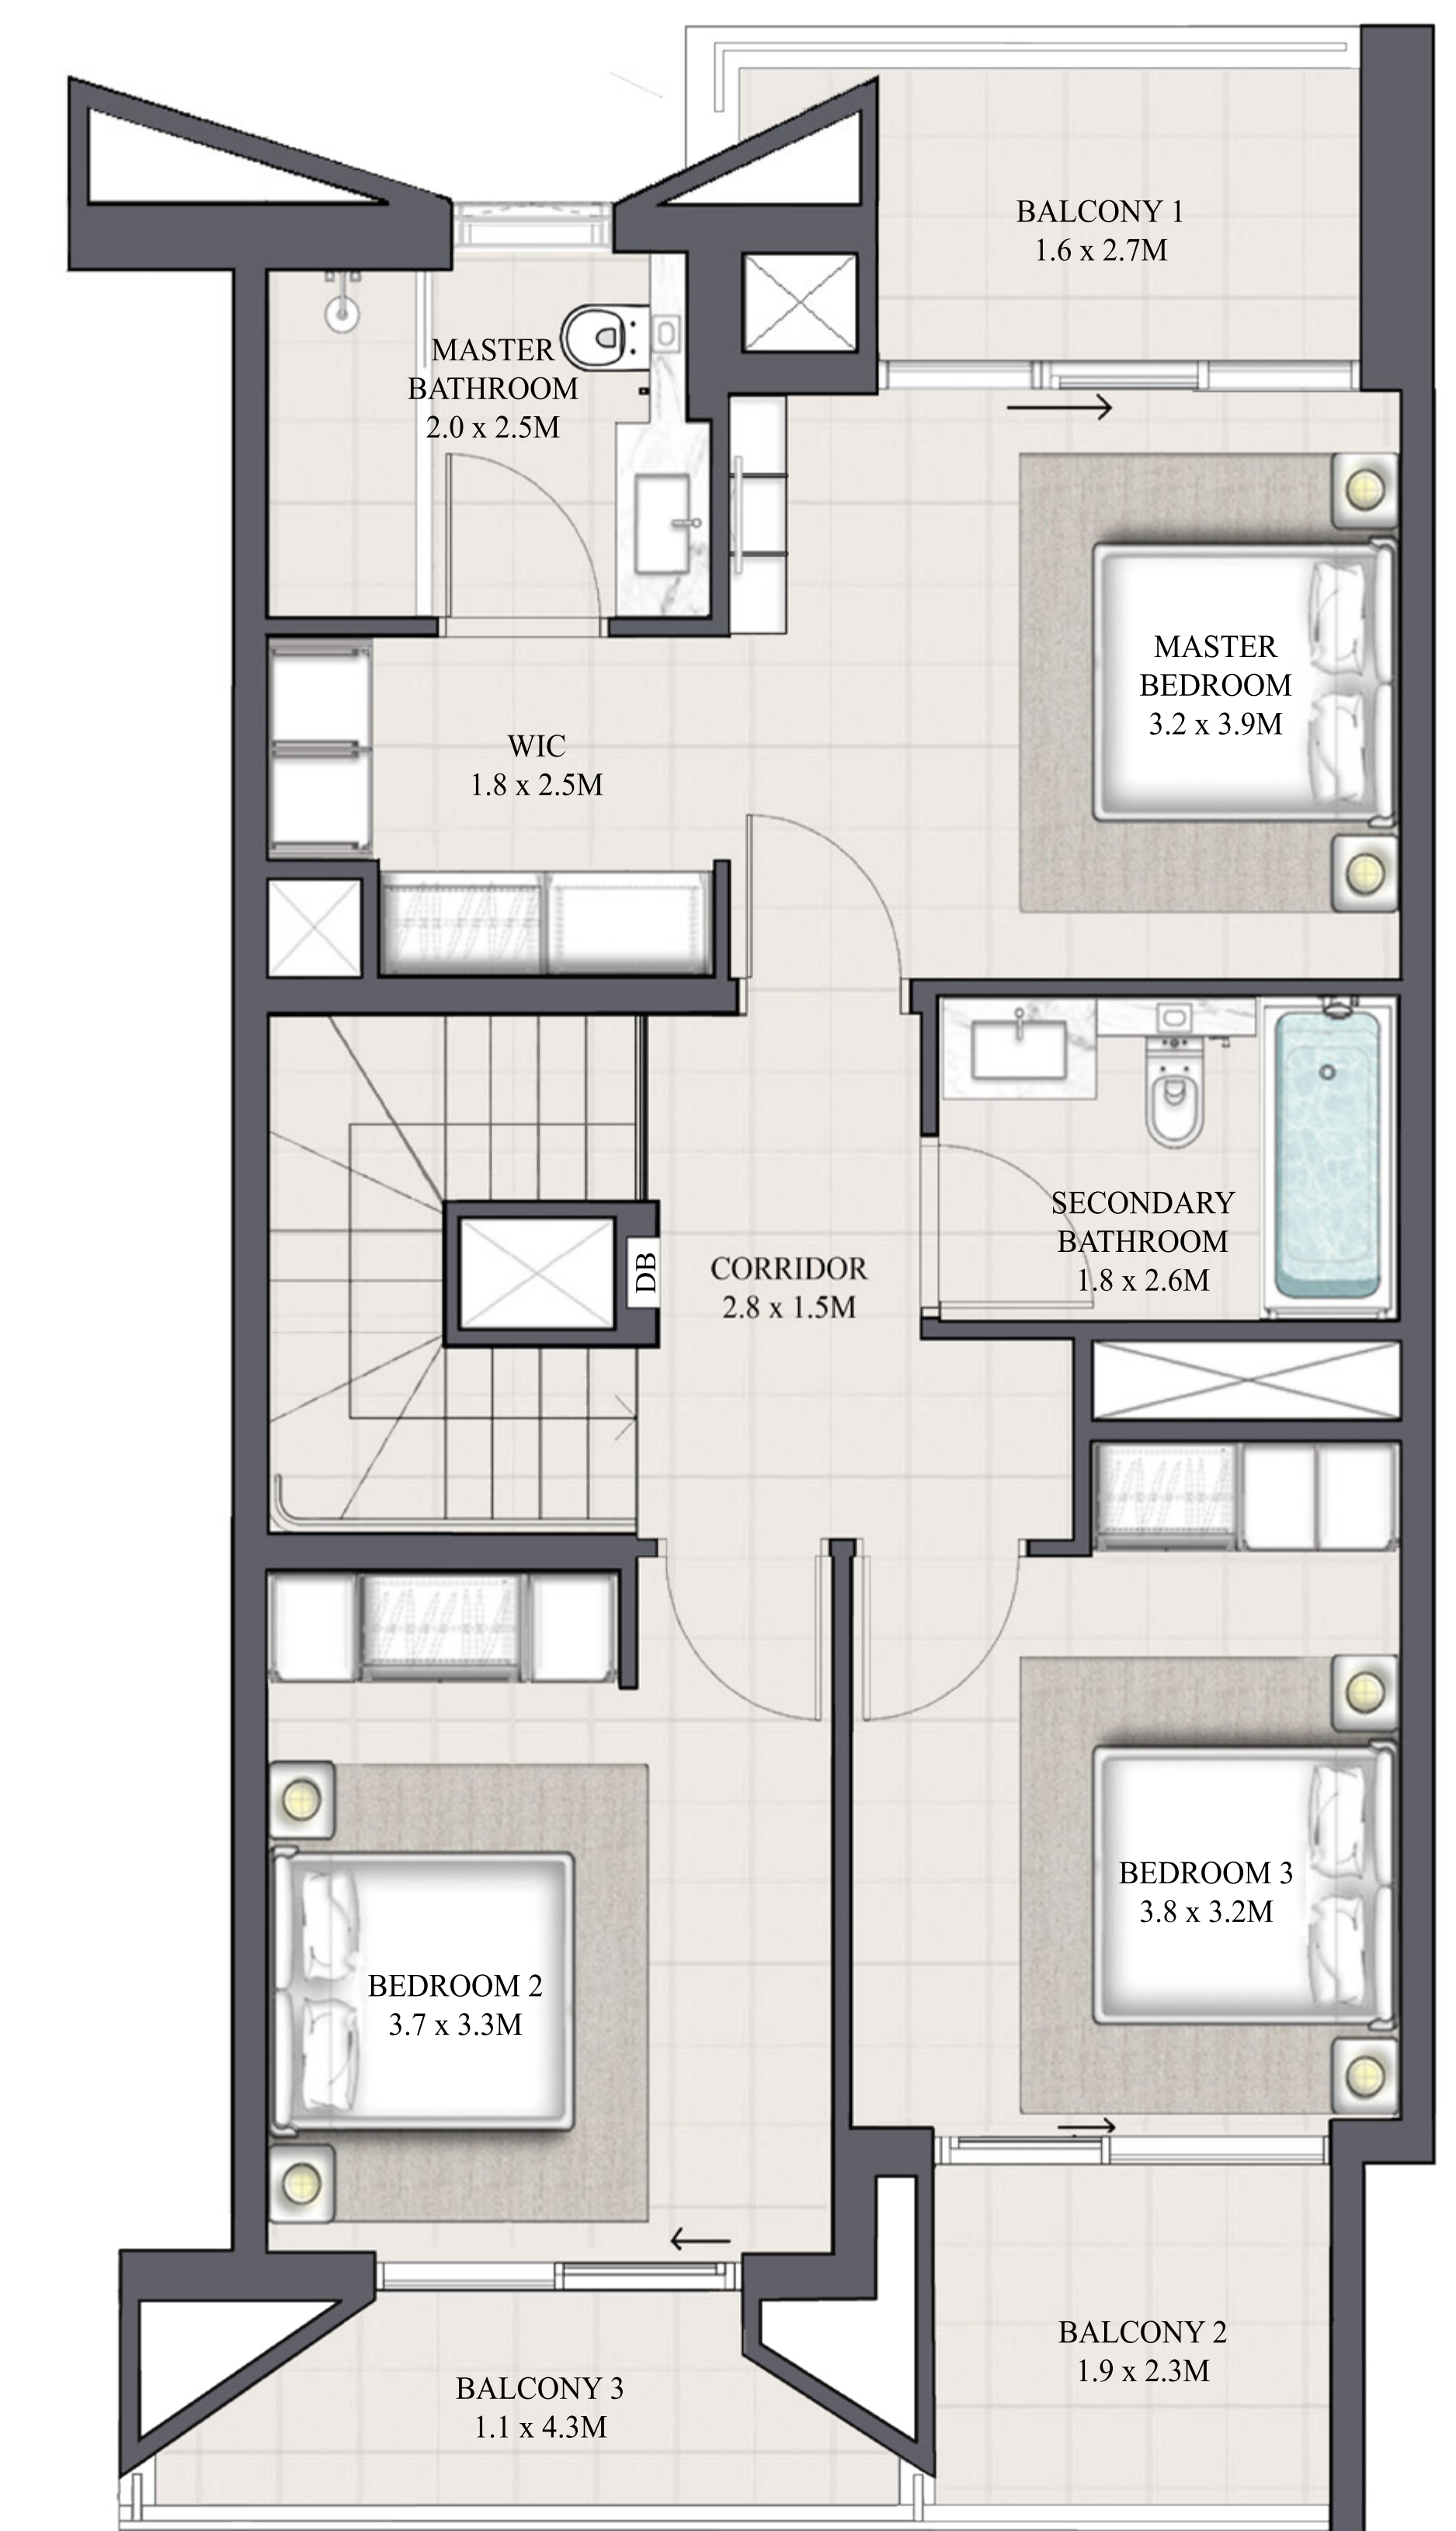 BALCONY 1
1.6 x 2.7M
MASTER
BATHROOM
2.0 x 2.5M
MASTER
BEDROOM
3.2 x 3.9M
WIC
1.8 x 2.5M
SECONDARY
BATHROOM
1.8 x 2.6M
DB
CORRIDOR
2.8 x 1.5M
BEDROOM 3
3.8 x 3.2M
BEDROOM 2
3.7 x 3.3M
BALCONY 2
1.9 x 2.3M
BALCONY 3
1.1 x 4.3M